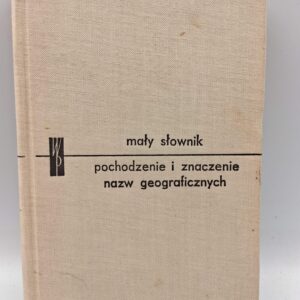 mały słownik
pochodzenie i znaczenie
nazw geograficznych